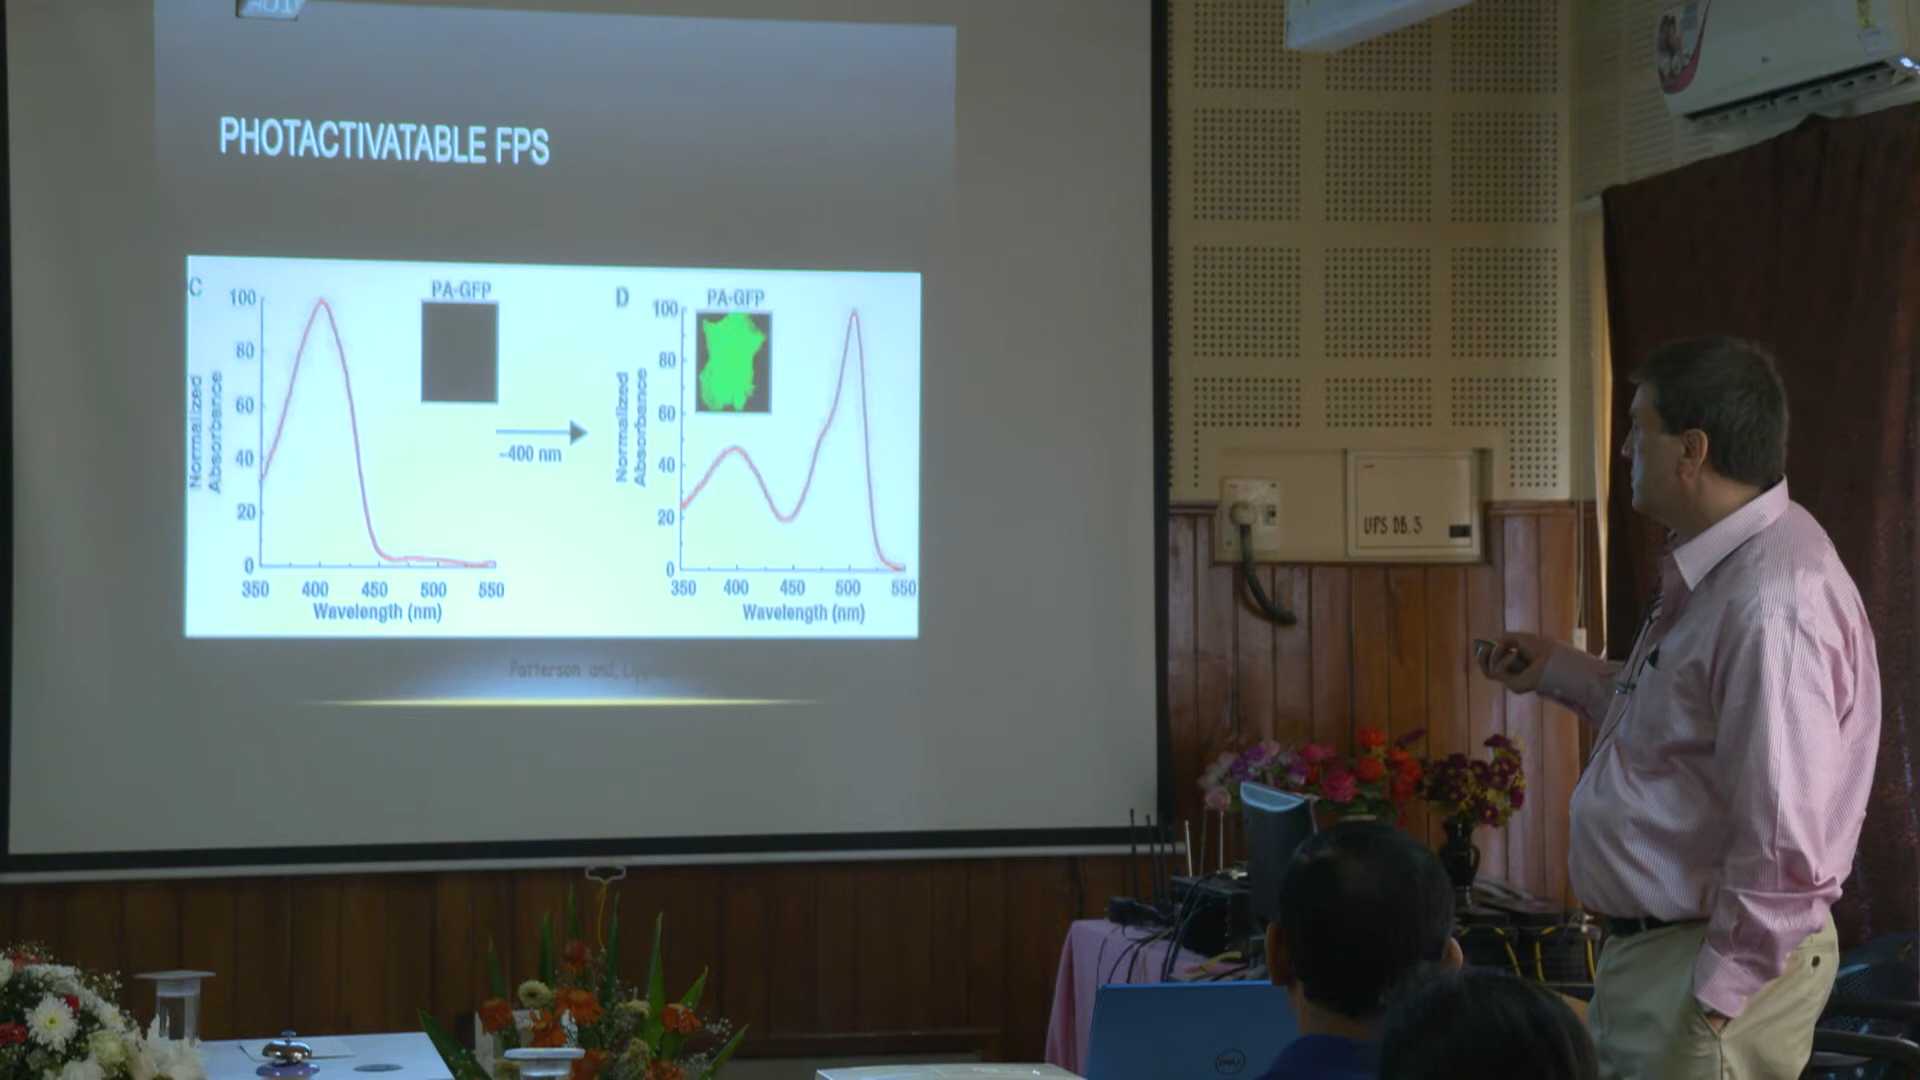 PHOTACTIVATABLE FPS
C
PA-GFP
100
80
60
40
20
0
Normalized
Absorbance
350 400 450 500 550
Wavelength (nm)
~400 nm
D
PA-GFP
100
80
60
40
20
0
Normalized
Absorbance
350 400 450 500 550
Wavelength (nm)
Patterson and
UPS DB.3
DELL